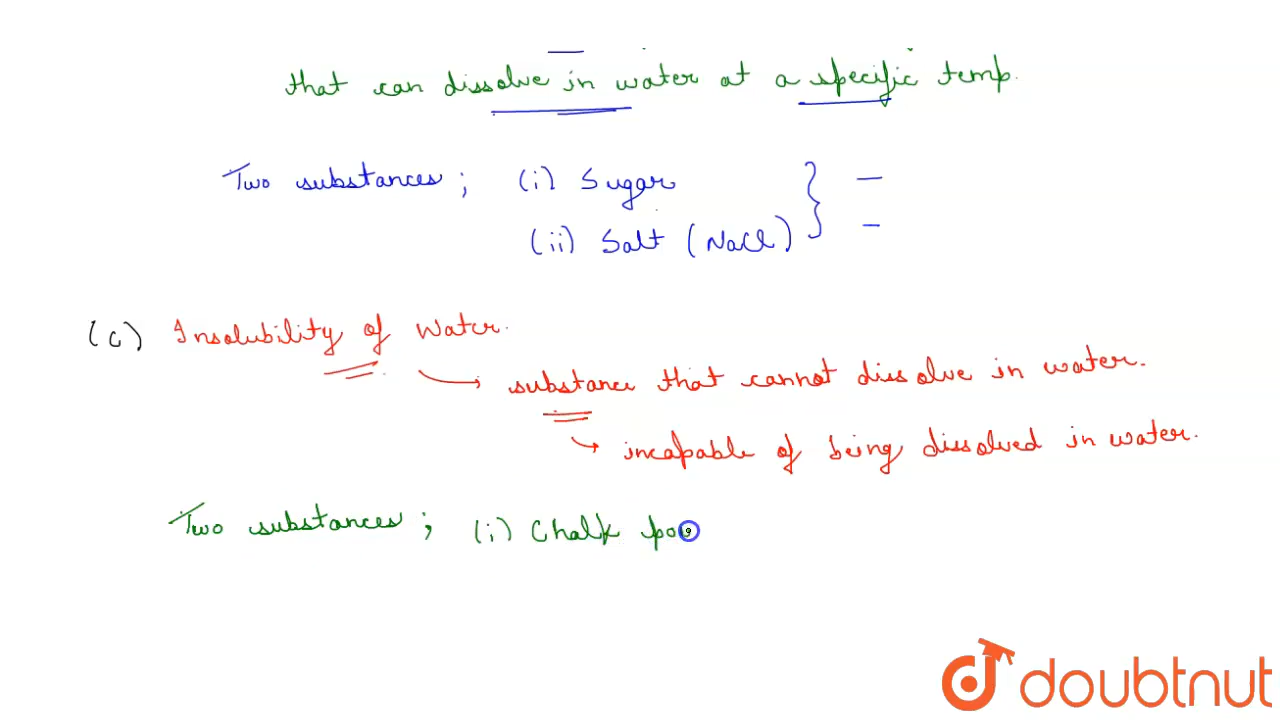 that can dissolve in water at a specific temp.
Two substances; (i) Sugar
(ii) Salt (NaCl)
(c) Insolubility of water.
substance that cannot dissolve in water.
incapable of being dissolved in water.
Two substances; (i) Chalk po
doubtnut